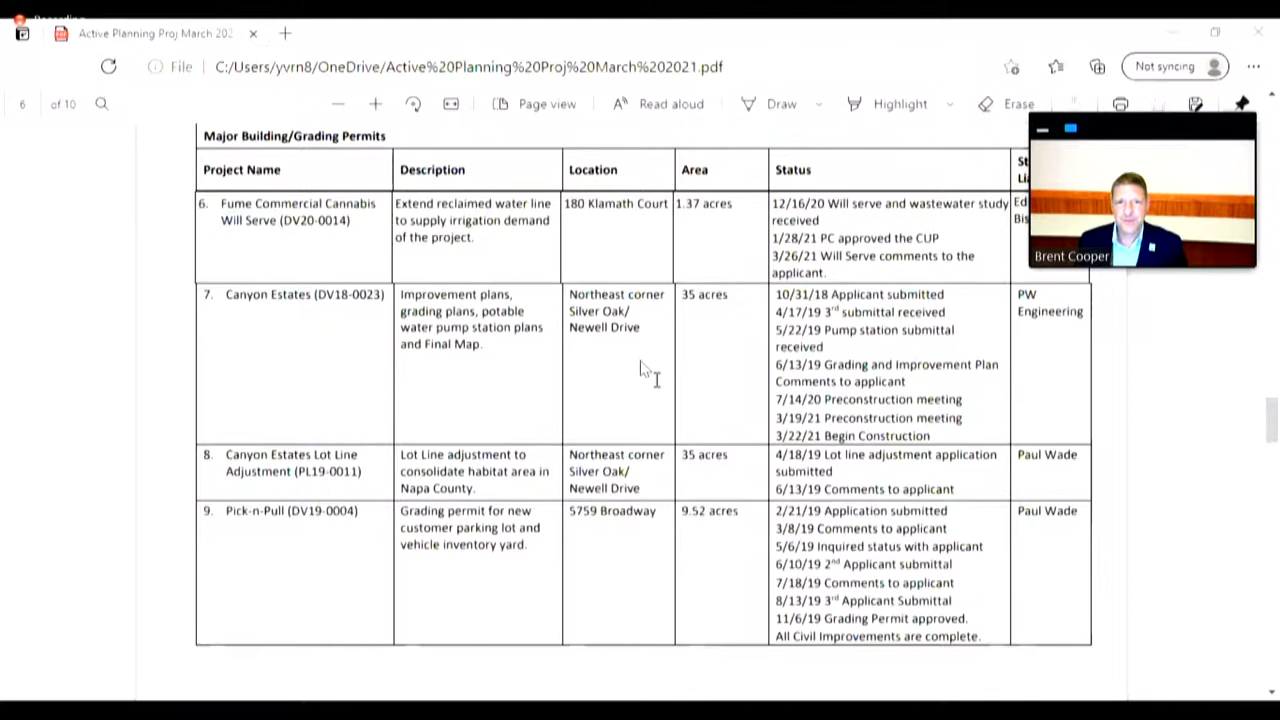 Recording
Active Planning Proj March 202
File
C:/Users/yvrn8/OneDrive/Active%20Planning%20Proj%20March%202021.pdf
Not syncing
6 of 10
Page view
Read aloud
Draw
Highlight
Erase
Major Building/Grading Permits
Project Name Description Location Area Status St
Li
6. Fume Commercial Cannabis
Will Serve (DV20-0014)
Extend reclaimed water line
to supply irrigation demand
of the project.
180 Klamath Court
1.37 acres
12/16/20 Will serve and wastewater study
received
1/28/21 PC approved the CUP
3/26/21 Will Serve comments to the
applicant.
Ed
Bis
Brent Cooper
7. Canyon Estates (DV18-0023)
Improvement plans,
grading plans, potable
water pump station plans
and Final Map.
Northeast corner
Silver Oak/
Newell Drive
35 acres
10/31/18 Applicant submitted
4/17/19 3rd submittal received
5/22/19 Pump station submittal
received
6/13/19 Grading and Improvement Plan
Comments to applicant
7/14/20 Preconstruction meeting
3/19/21 Preconstruction meeting
3/22/21 Begin Construction
PW
Engineering
8. Canyon Estates Lot Line
Adjustment (PL19-0011)
Lot Line adjustment to
consolidate habitat area in
Napa County.
Northeast corner
Silver Oak/
Newell Drive
35 acres
4/18/19 Lot line adjustment application
submitted
6/13/19 Comments to applicant
Paul Wade
9. Pick-n-Pull (DV19-0004)
Grading permit for new
customer parking lot and
vehicle inventory yard.
5759 Broadway
9.52 acres
2/21/19 Application submitted
3/8/19 Comments to applicant
5/6/19 Inquired status with applicant
6/10/19 2nd Applicant submittal
7/18/19 Comments to applicant
8/13/19 3rd Applicant Submittal
11/6/19 Grading Permit approved.
All Civil Improvements are complete.
Paul Wade